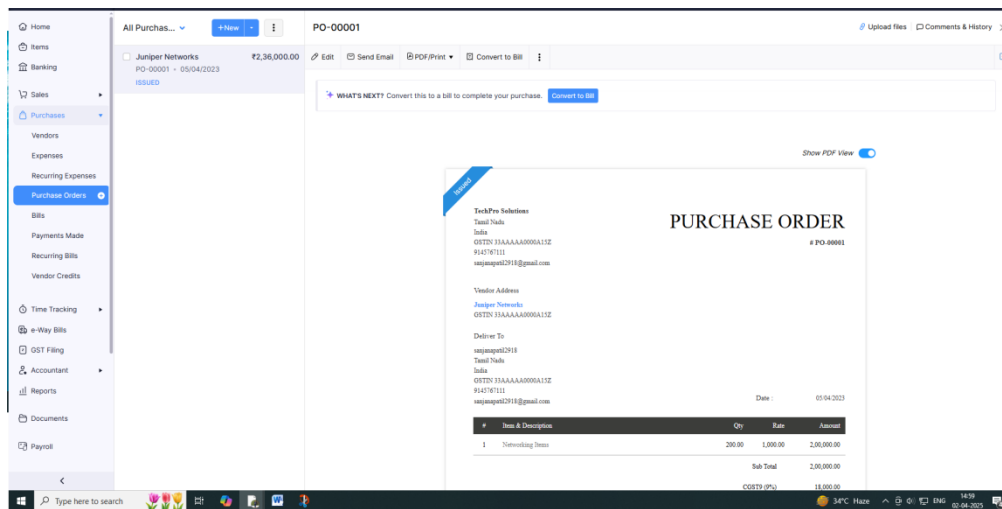 Home
Items
Banking
Sales
Purchases
Vendors
Expenses
Recurring Expenses
Purchase Orders
Bills
Payments Made
Recurring Bills
Vendor Credits
Time Tracking
e-Way Bills
GST Filing
Accountant
Reports
Documents
Payroll
All Purchas...
+New
Juniper Networks ₹2,36,000.00
PO-00001 • 05/04/2023
ISSUED
PO-00001
Upload files Comments & History
Edit Send Email PDF/Print Convert to Bill
WHAT'S NEXT? Convert this to a bill to complete your purchase. Convert to Bill
Show PDF View
Issued
TechPro Solutions
Tamil Nadu
India
GSTIN 33AAAAA0000A15Z
9145767111
sanjanapatil2918@gmail.com
PURCHASE ORDER
# PO-00001
Vendor Address
Juniper Networks
GSTIN 33AAAAA0000A15Z
Deliver To
sanjanapatil2918
Tamil Nadu
India
GSTIN 33AAAAA0000A15Z
9145767111
sanjanapatil2918@gmail.com
Date : 05/04/2023
# Item & Description Qty Rate Amount
1 Networking Items 200.00 1,000.00 2,00,000.00
Sub Total 2,00,000.00
CGST9 (9%) 18,000.00
Type here to search
34°C Haze
ENG
14:59
02-04-2025